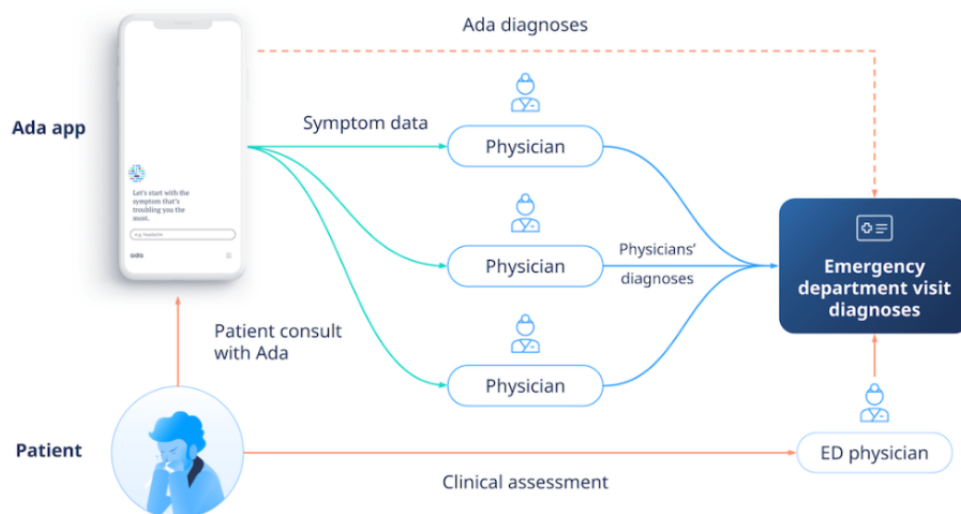 Ada diagnoses
Ada app
Symptom data
Physician
Let's start with the
symptom that's
troubling you the
most.
e.g. Headache
ada
Physician
Physicians'
diagnoses
Emergency
department visit
diagnoses
Patient consult
with Ada
Physician
Patient
ED physician
Clinical assessment